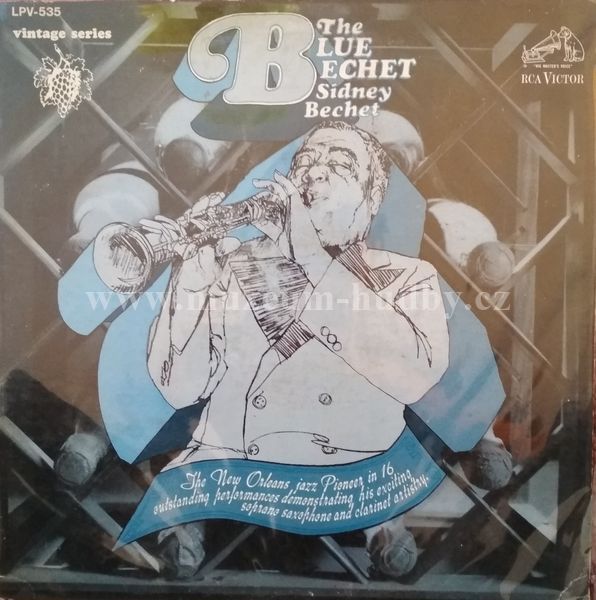 LPV-535
vintage series
The
BLUE
BECHET
Sidney
Bechet
"HIS MASTER'S VOICE"
RCA VICTOR
www.muzeum-hudby.cz
The New Orleans jazz Pioneer in 16
outstanding performances demonstrating his exciting
soprano saxophone and clarinet artistry.